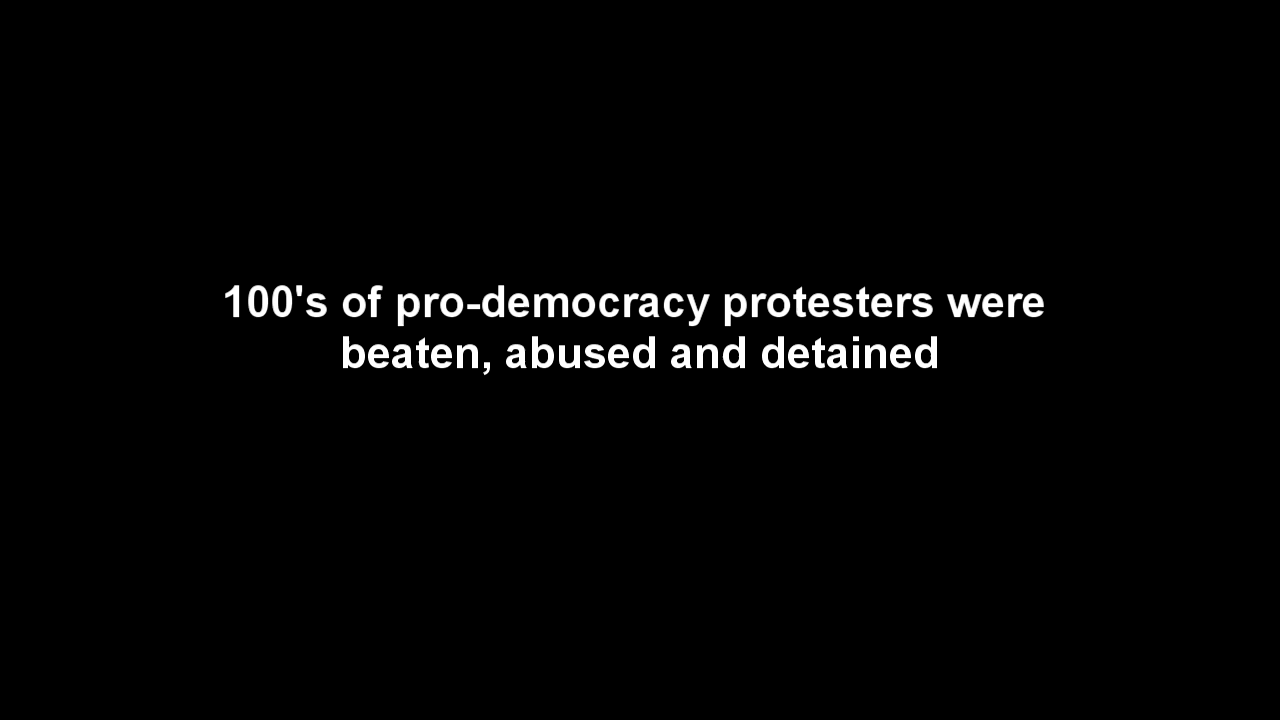 100's of pro-democracy protesters were
beaten, abused and detained